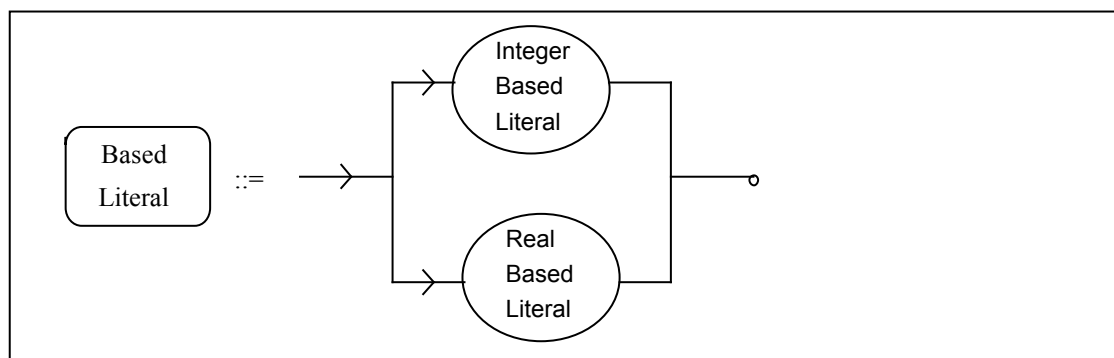 Based
Literal
::=
Integer
Based
Literal
Real
Based
Literal